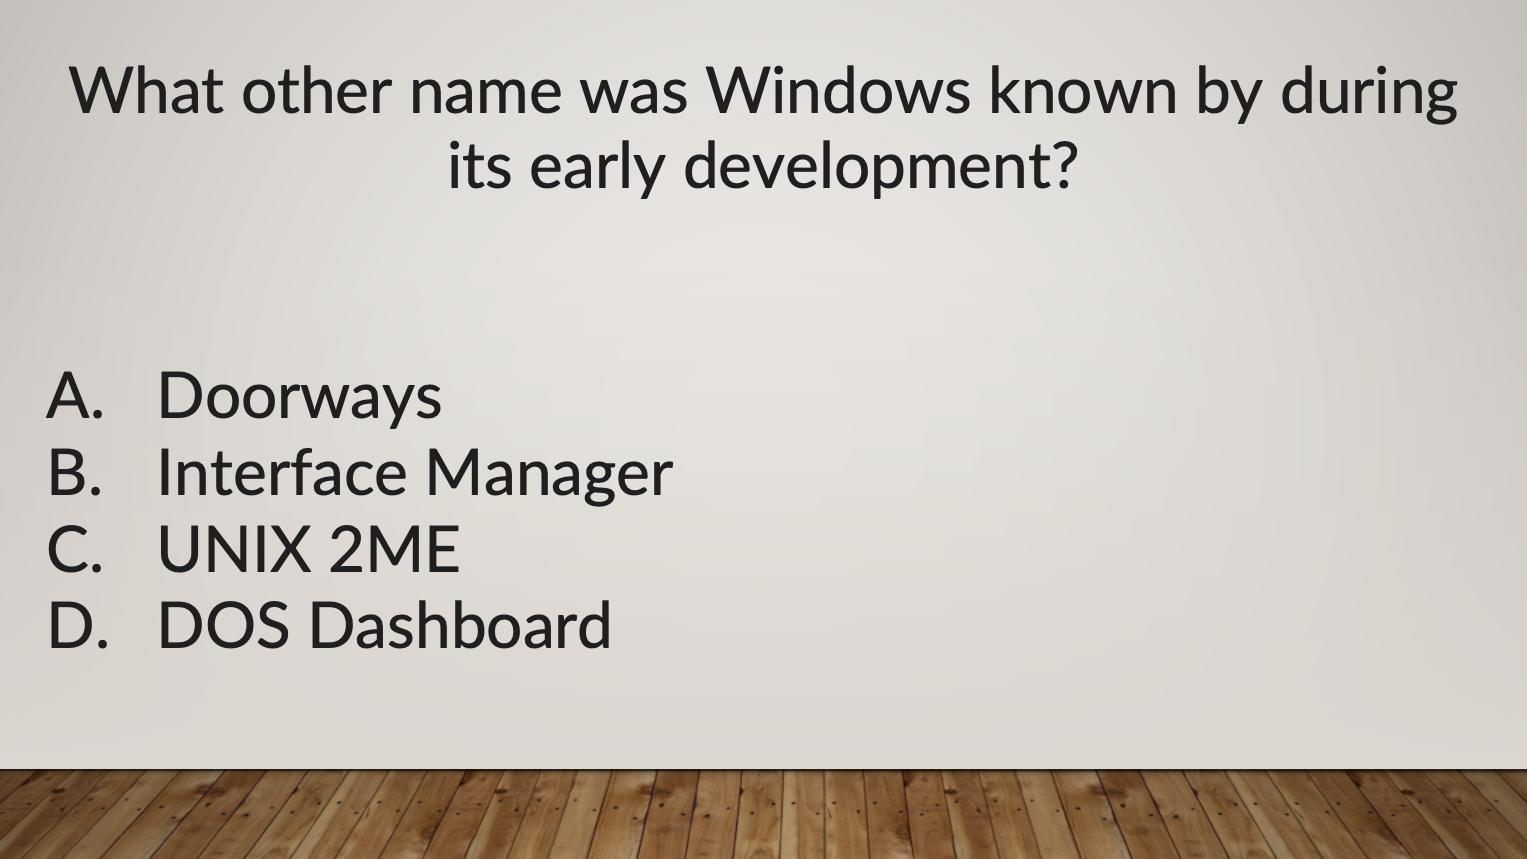 What other name was Windows known by during
its early development?
A. Doorways
B. Interface Manager
C. UNIX 2ME
D. DOS Dashboard